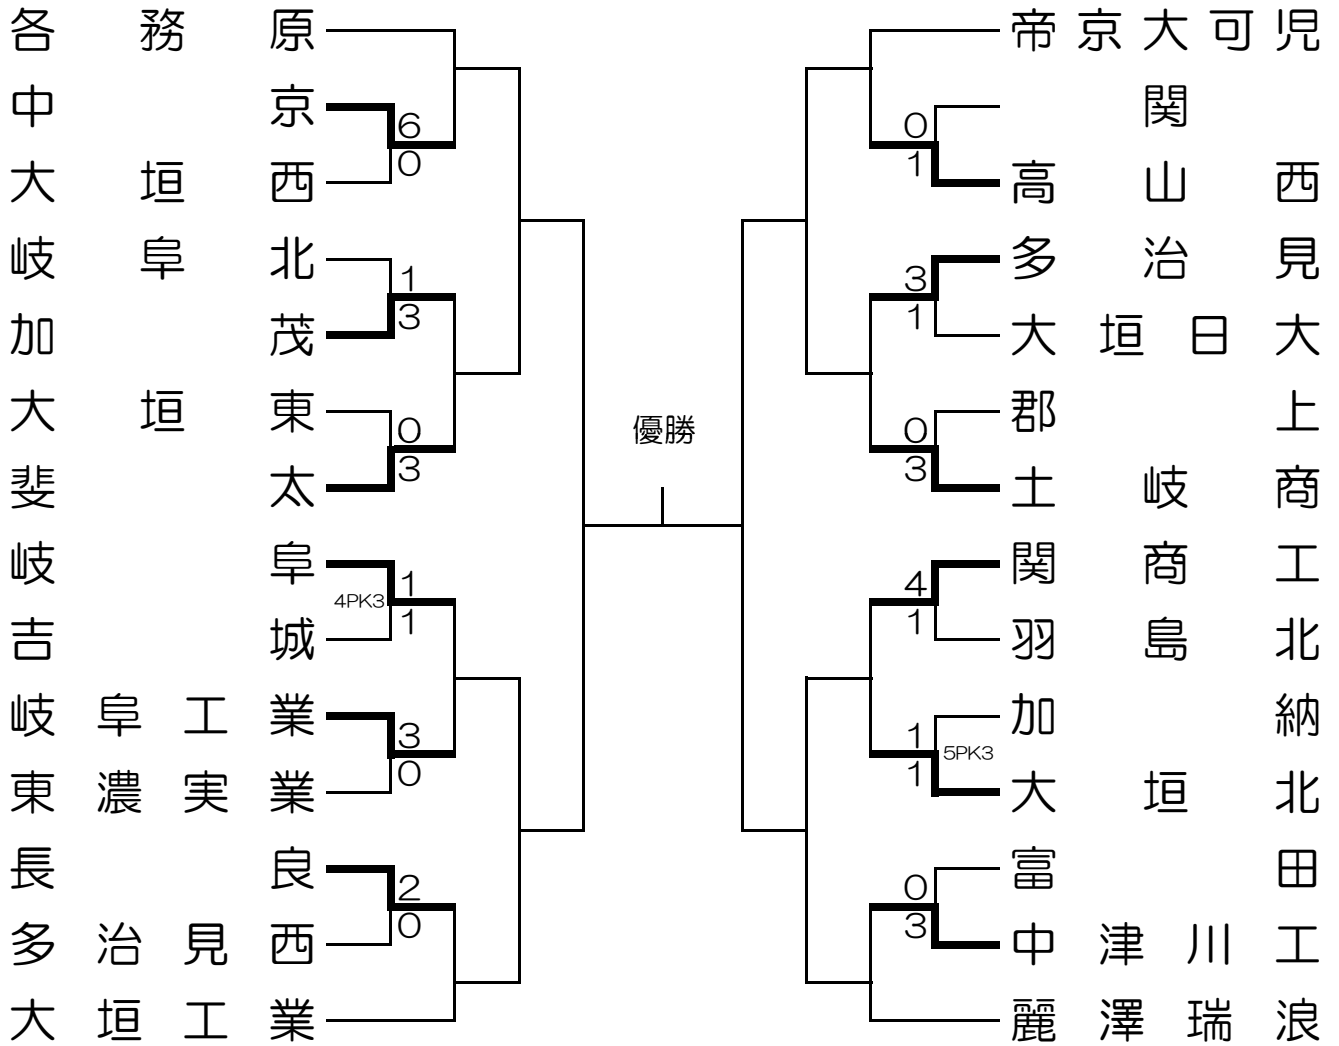 各務原
中京
6
0
大垣西
岐阜北
1
3
加茂
大垣東
0
3
斐太
岐阜
1
4PK3
1
吉城
岐阜工業
3
0
東濃実業
長良
2
0
多治見西
大垣工業
優勝
帝京大可児
関
0
1
高山西
多治見
3
1
大垣日大
郡上
0
3
土岐商
関商工
4
1
羽島北
加納
1
5PK3
1
大垣北
富田
0
3
中津川工
麗澤瑞浪